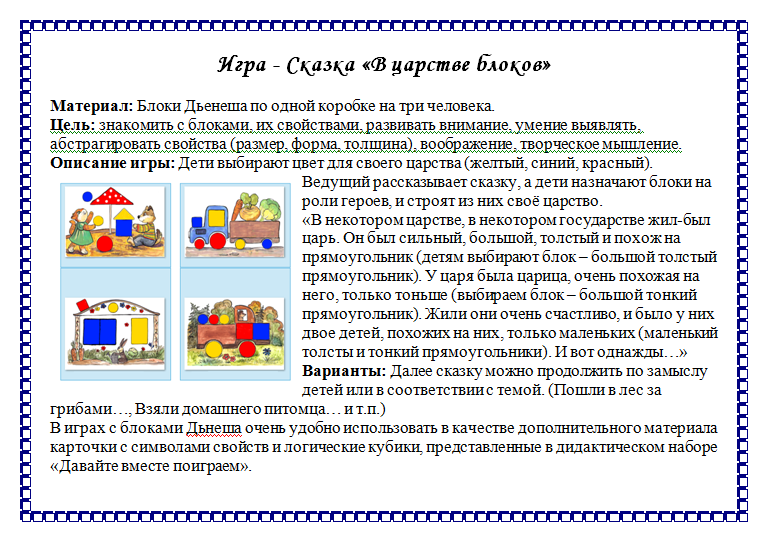 Игра - Сказка «В царстве блоков»
Материал: Блоки Дьенеша по одной коробке на три человека.
Цель: знакомить с блоками, их свойствами, развивать внимание, умение выявлять,
абстрагировать свойства (размер, форма, толщина), воображение, творческое мышление.
Описание игры: Дети выбирают цвет для своего царства (желтый, синий, красный).
Ведущий рассказывает сказку, а дети назначают блоки на
роли героев, и строят из них своё царство.
«В некотором царстве, в некотором государстве жил-был
царь. Он был сильный, большой, толстый и похож на
прямоугольник (детям выбирают блок – большой толстый
прямоугольник). У царя была царица, очень похожая на
него, только тоньше (выбираем блок – большой тонкий
прямоугольник). Жили они очень счастливо, и было у них
двое детей, похожих на них, только маленьких (маленький
толсты и тонкий прямоугольники). И вот однажды…»
Варианты: Далее сказку можно продолжить по замыслу
детей или в соответствии с темой. (Пошли в лес за
грибами…, Взяли домашнего питомца… и т.п.)
В играх с блоками Дьнеша очень удобно использовать в качестве дополнительного материала
карточки с символами свойств и логические кубики, представленные в дидактическом наборе
«Давайте вместе поиграем».